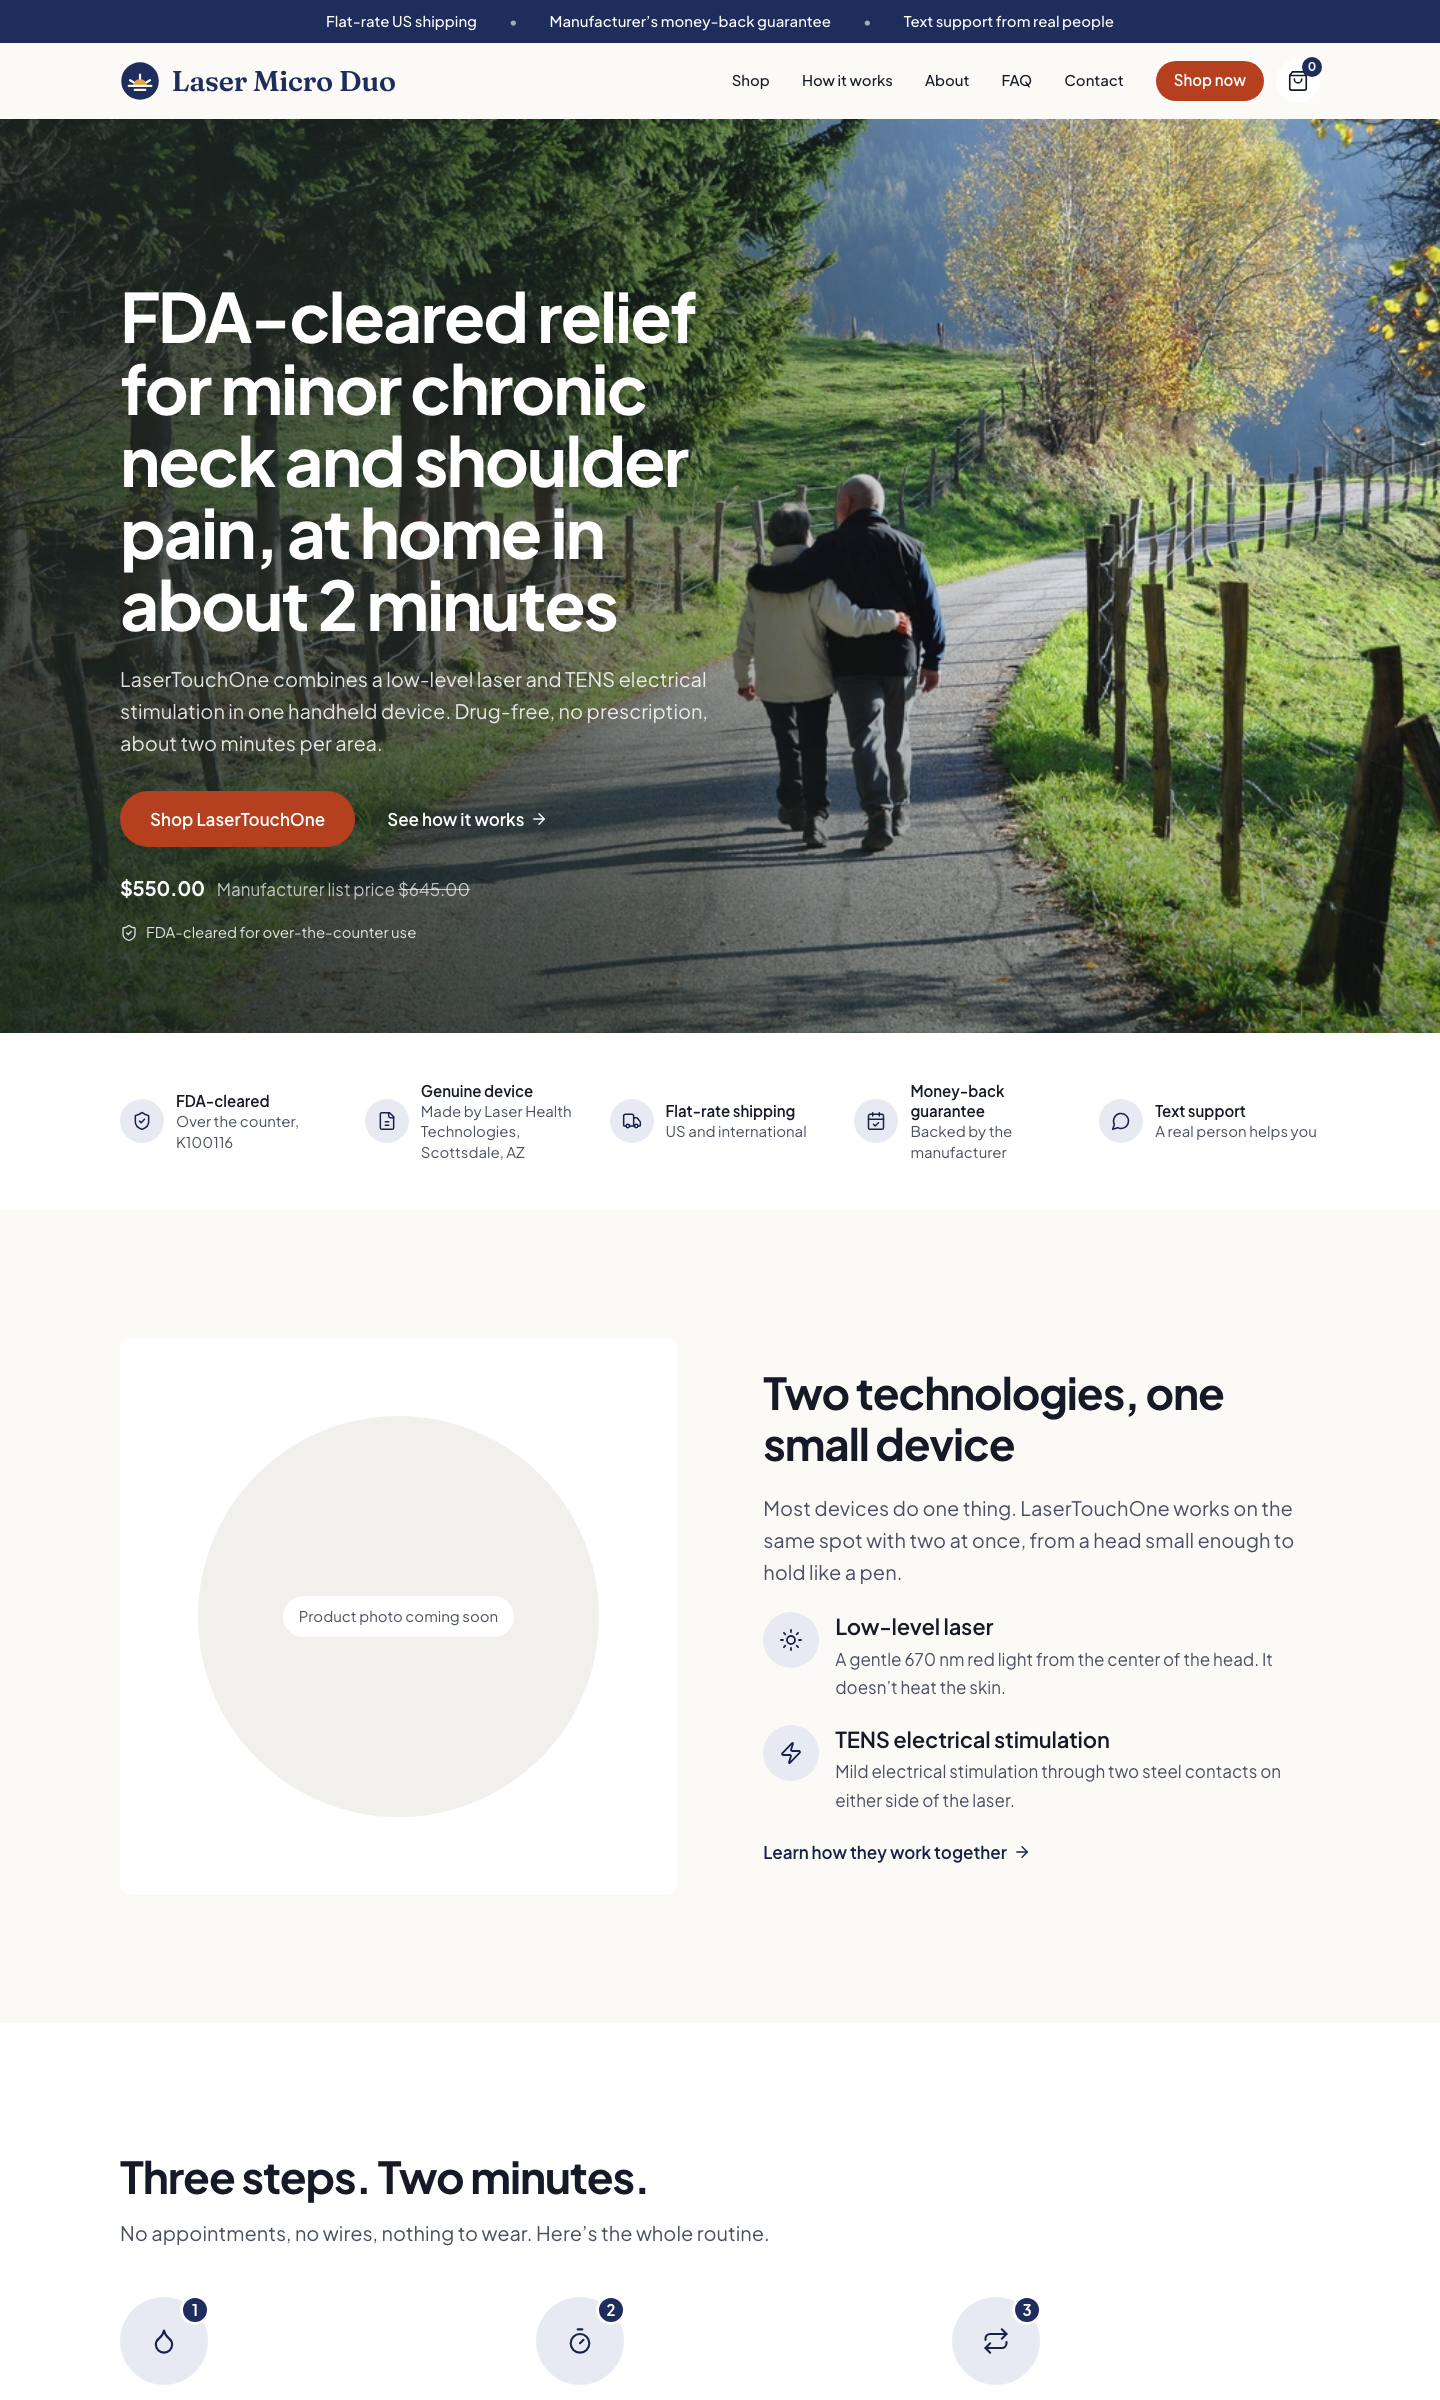 Flat-rate US shipping • Manufacturer’s money-back guarantee • Text support from real people
Laser Micro Duo
Shop How it works About FAQ Contact Shop now 0
FDA-cleared relief
for minor chronic
neck and shoulder
pain, at home in
about 2 minutes
LaserTouchOne combines a low-level laser and TENS electrical
stimulation in one handheld device. Drug-free, no prescription,
about two minutes per area.
Shop LaserTouchOne See how it works →
$550.00 Manufacturer list price $645.00
FDA-cleared for over-the-counter use
FDA-cleared
Over the counter,
K100116
Genuine device
Made by Laser Health
Technologies,
Scottsdale, AZ
Flat-rate shipping
US and international
Money-back
guarantee
Backed by the
manufacturer
Text support
A real person helps you
Product photo coming soon
Two technologies, one
small device
Most devices do one thing. LaserTouchOne works on the
same spot with two at once, from a head small enough to
hold like a pen.
Low-level laser
A gentle 670 nm red light from the center of the head. It
doesn’t heat the skin.
TENS electrical stimulation
Mild electrical stimulation through two steel contacts on
either side of the laser.
Learn how they work together →
Three steps. Two minutes.
No appointments, no wires, nothing to wear. Here’s the whole routine.
1 2 3